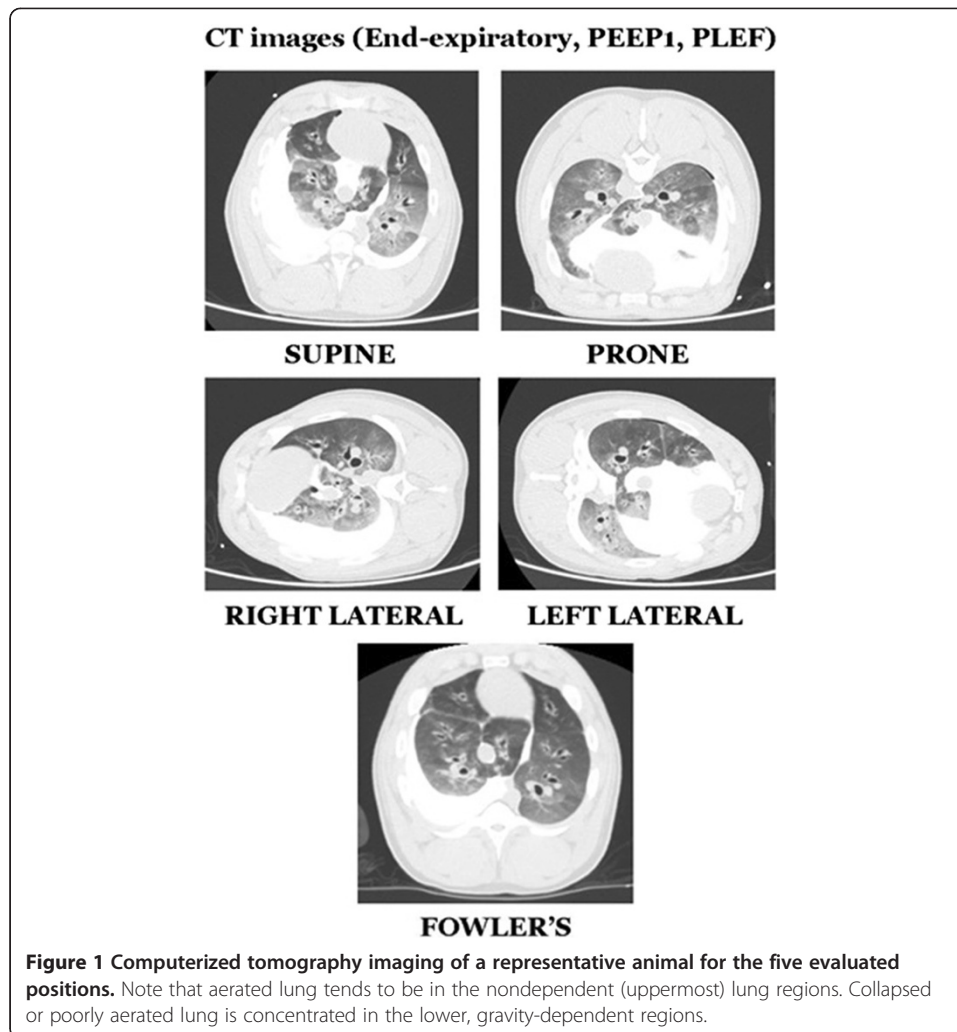 CT images (End-expiratory, PEEP1, PLEF)
SUPINE
PRONE
RIGHT LATERAL
LEFT LATERAL
FOWLER'S
Figure 1 Computerized tomography imaging of a representative animal for the five evaluated
positions. Note that aerated lung tends to be in the nondependent (uppermost) lung regions. Collapsed
or poorly aerated lung is concentrated in the lower, gravity-dependent regions.